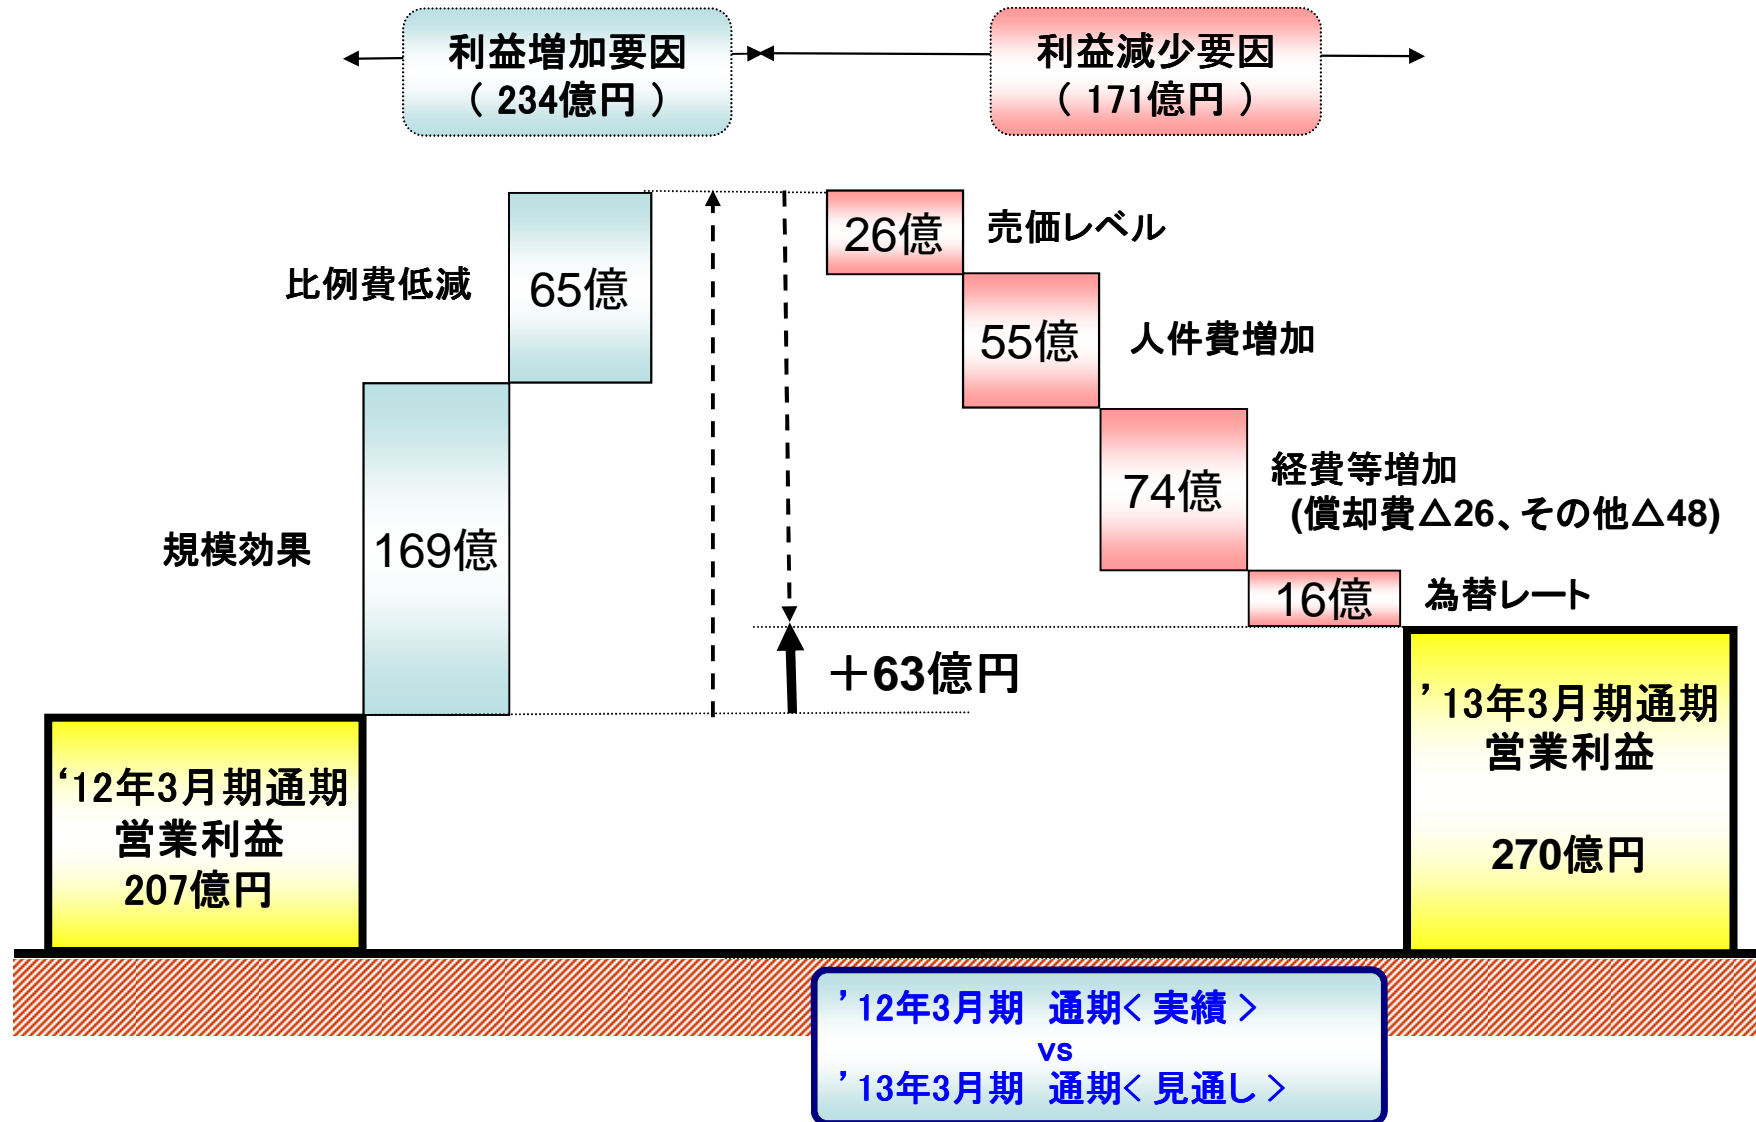 利益増加要因
（ 234億円 ）
利益減少要因
（ 171億円 ）
26億
売価レベル
比例費低減
65億
55億
人件費増加
74億
経費等増加
(償却費△26、その他△48)
規模効果
169億
16億
為替レート
＋63億円
‘12年3月期通期
営業利益
207億円
’13年3月期通期
営業利益
270億円
’12年3月期　通期＜実績＞
vs
’13年3月期　通期＜見通し＞